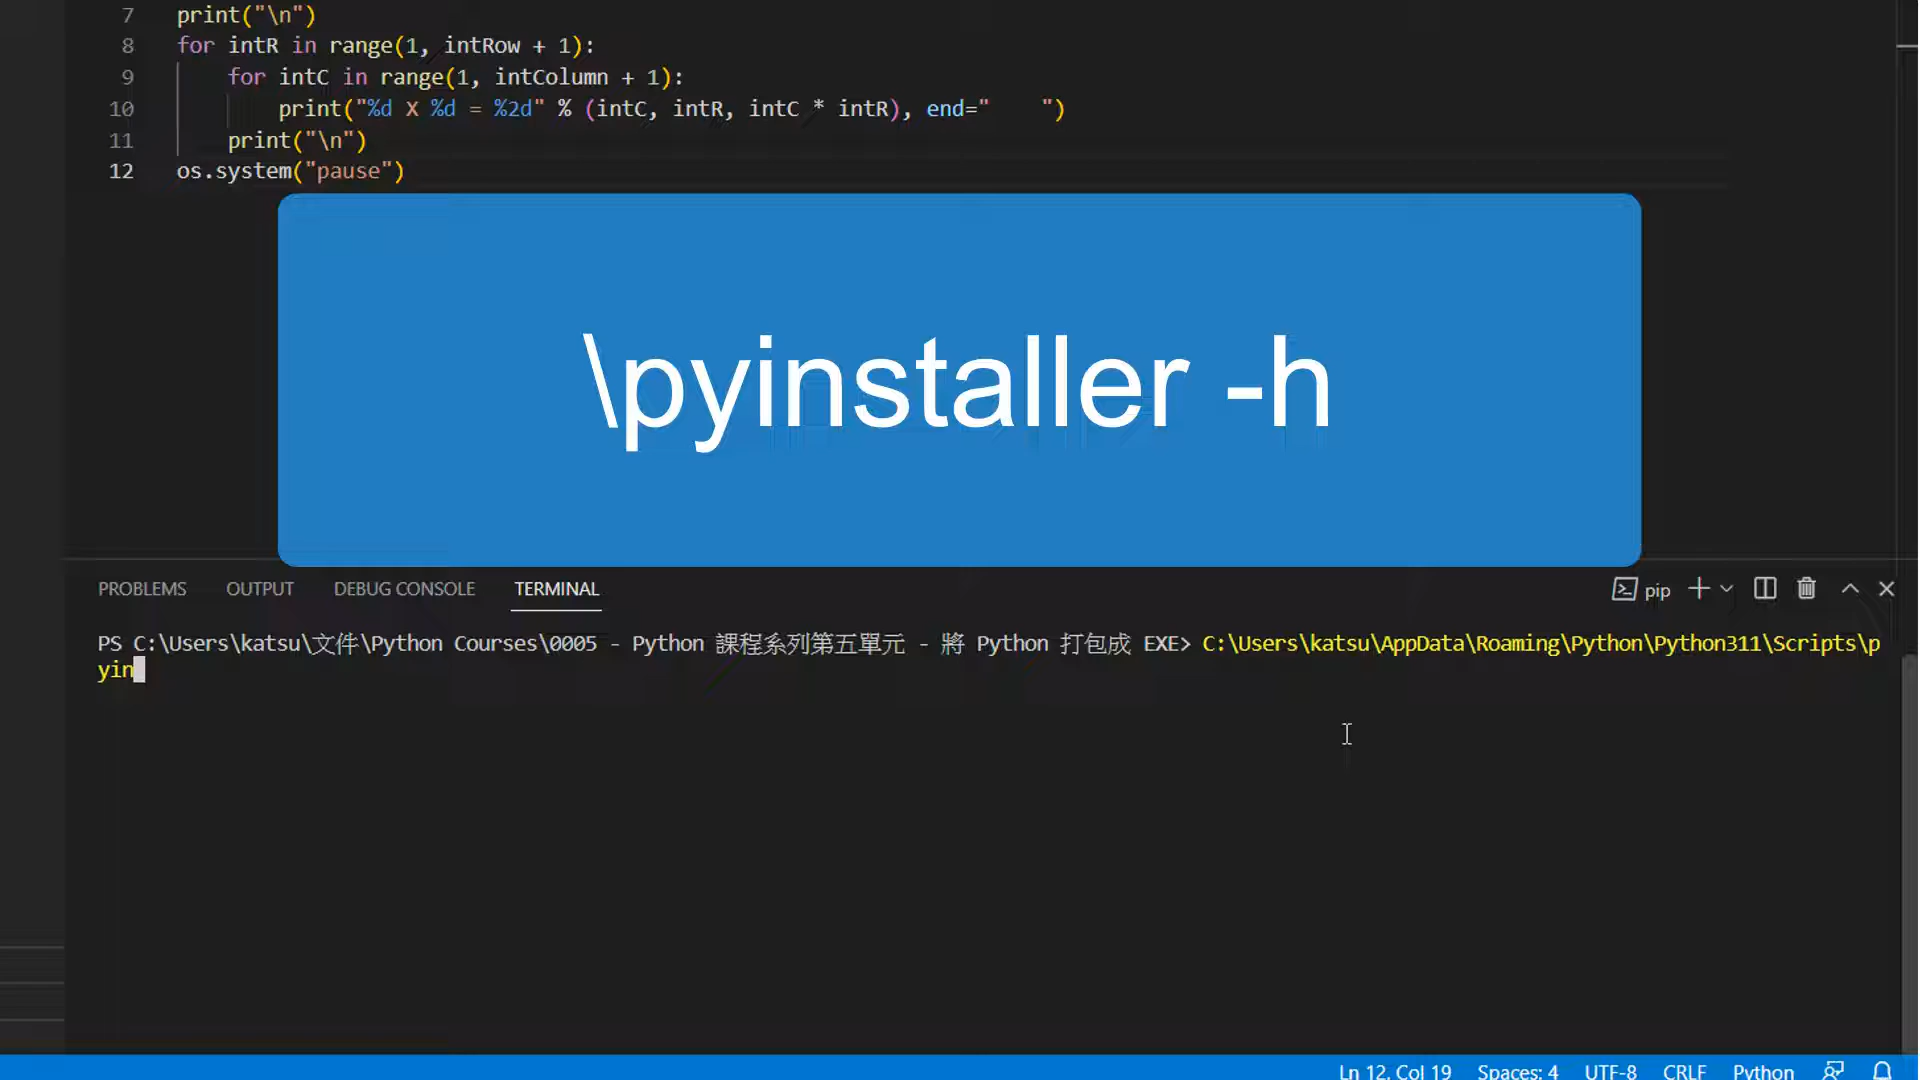 7 print("\n")
8 for intR in range(1, intRow + 1):
9 for intC in range(1, intColumn + 1):
10 print("%d X %d = %2d" % (intC, intR, intC * intR), end="    ")
11 print("\n")
12 os.system("pause")
\pyinstaller -h
PROBLEMS OUTPUT DEBUG CONSOLE TERMINAL pip
PS C:\Users\katsu\文件\Python Courses\0005 - Python 課程系列第五單元 - 將 Python 打包成 EXE> C:\Users\katsu\AppData\Roaming\Python\Python311\Scripts\p
yin
Ln 12, Col 19 Spaces: 4 UTF-8 CRLF Python